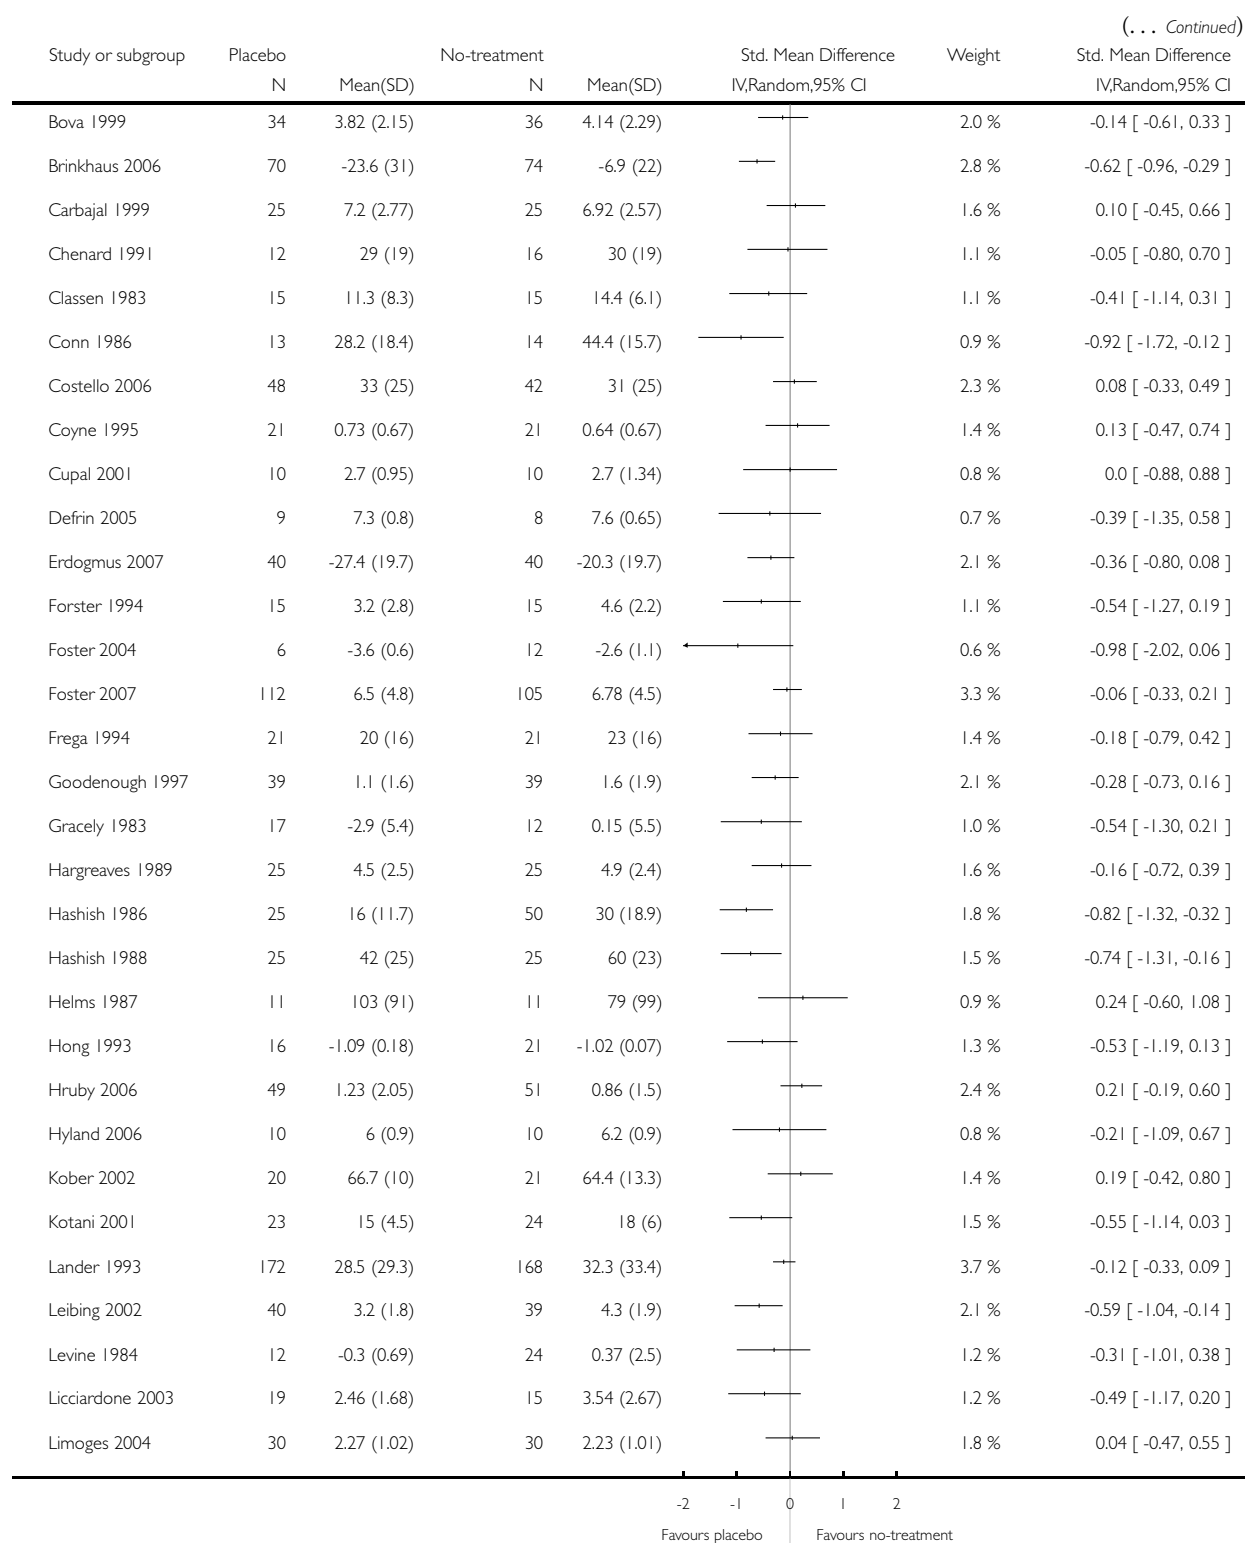 (... Continued)
Study or subgroup Placebo No-treatment Std. Mean Difference Weight Std. Mean Difference
N Mean(SD) N Mean(SD) IV,Random,95% CI IV,Random,95% CI
Bova 1999 34 3.82 (2.15) 36 4.14 (2.29) 2.0 % -0.14 [ -0.61, 0.33 ]
Brinkhaus 2006 70 -23.6 (31) 74 -6.9 (22) 2.8 % -0.62 [ -0.96, -0.29 ]
Carbajal 1999 25 7.2 (2.77) 25 6.92 (2.57) 1.6 % 0.10 [ -0.45, 0.66 ]
Chenard 1991 12 29 (19) 16 30 (19) 1.1 % -0.05 [ -0.80, 0.70 ]
Classen 1983 15 11.3 (8.3) 15 14.4 (6.1) 1.1 % -0.41 [ -1.14, 0.31 ]
Conn 1986 13 28.2 (18.4) 14 44.4 (15.7) 0.9 % -0.92 [ -1.72, -0.12 ]
Costello 2006 48 33 (25) 42 31 (25) 2.3 % 0.08 [ -0.33, 0.49 ]
Coyne 1995 21 0.73 (0.67) 21 0.64 (0.67) 1.4 % 0.13 [ -0.47, 0.74 ]
Cupal 2001 10 2.7 (0.95) 10 2.7 (1.34) 0.8 % 0.0 [ -0.88, 0.88 ]
Defrin 2005 9 7.3 (0.8) 8 7.6 (0.65) 0.7 % -0.39 [ -1.35, 0.58 ]
Erdogmus 2007 40 -27.4 (19.7) 40 -20.3 (19.7) 2.1 % -0.36 [ -0.80, 0.08 ]
Forster 1994 15 3.2 (2.8) 15 4.6 (2.2) 1.1 % -0.54 [ -1.27, 0.19 ]
Foster 2004 6 -3.6 (0.6) 12 -2.6 (1.1) 0.6 % -0.98 [ -2.02, 0.06 ]
Foster 2007 112 6.5 (4.8) 105 6.78 (4.5) 3.3 % -0.06 [ -0.33, 0.21 ]
Frega 1994 21 20 (16) 21 23 (16) 1.4 % -0.18 [ -0.79, 0.42 ]
Goodenough 1997 39 1.1 (1.6) 39 1.6 (1.9) 2.1 % -0.28 [ -0.73, 0.16 ]
Gracely 1983 17 -2.9 (5.4) 12 0.15 (5.5) 1.0 % -0.54 [ -1.30, 0.21 ]
Hargreaves 1989 25 4.5 (2.5) 25 4.9 (2.4) 1.6 % -0.16 [ -0.72, 0.39 ]
Hashish 1986 25 16 (11.7) 50 30 (18.9) 1.8 % -0.82 [ -1.32, -0.32 ]
Hashish 1988 25 42 (25) 25 60 (23) 1.5 % -0.74 [ -1.31, -0.16 ]
Helms 1987 11 103 (91) 11 79 (99) 0.9 % 0.24 [ -0.60, 1.08 ]
Hong 1993 16 -1.09 (0.18) 21 -1.02 (0.07) 1.3 % -0.53 [ -1.19, 0.13 ]
Hruby 2006 49 1.23 (2.05) 51 0.86 (1.5) 2.4 % 0.21 [ -0.19, 0.60 ]
Hyland 2006 10 6 (0.9) 10 6.2 (0.9) 0.8 % -0.21 [ -1.09, 0.67 ]
Kober 2002 20 66.7 (10) 21 64.4 (13.3) 1.4 % 0.19 [ -0.42, 0.80 ]
Kotani 2001 23 15 (4.5) 24 18 (6) 1.5 % -0.55 [ -1.14, 0.03 ]
Lander 1993 172 28.5 (29.3) 168 32.3 (33.4) 3.7 % -0.12 [ -0.33, 0.09 ]
Leibing 2002 40 3.2 (1.8) 39 4.3 (1.9) 2.1 % -0.59 [ -1.04, -0.14 ]
Levine 1984 12 -0.3 (0.69) 24 0.37 (2.5) 1.2 % -0.31 [ -1.01, 0.38 ]
Licciardone 2003 19 2.46 (1.68) 15 3.54 (2.67) 1.2 % -0.49 [ -1.17, 0.20 ]
Limoges 2004 30 2.27 (1.02) 30 2.23 (1.01) 1.8 % 0.04 [ -0.47, 0.55 ]
-2 -1 0 1 2
Favours placebo Favours no-treatment